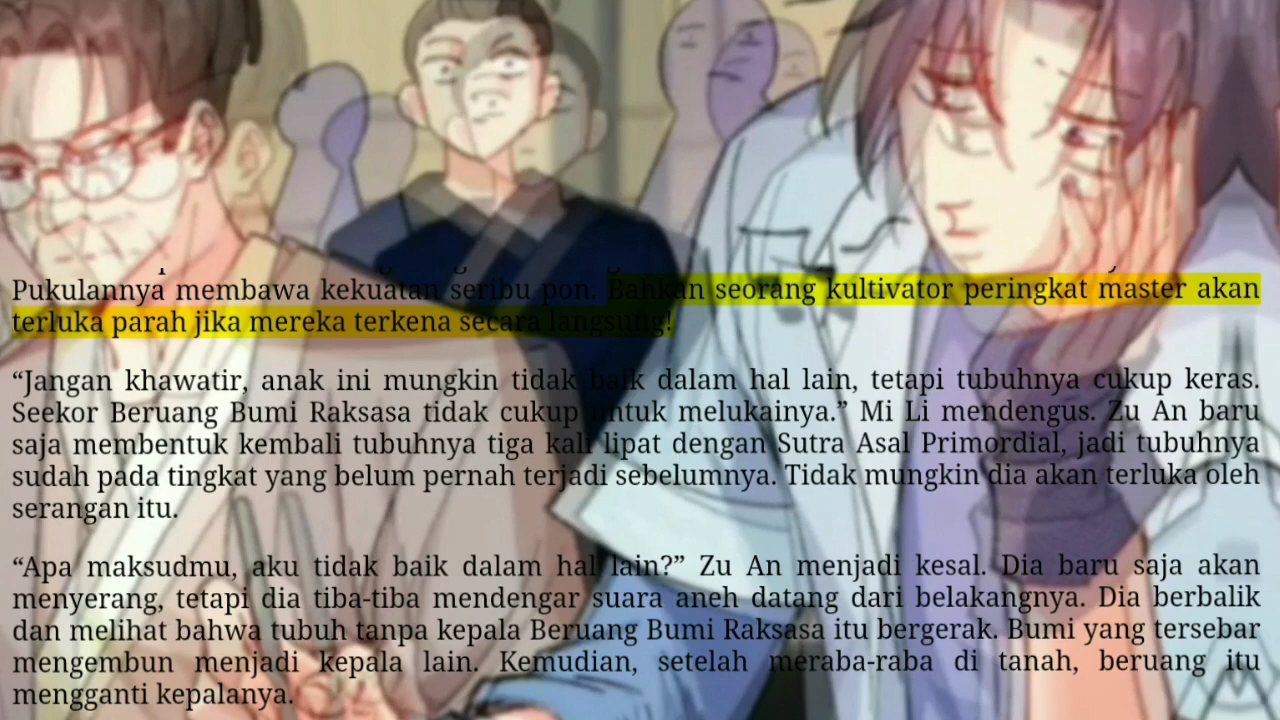 Pukulannya membawa kekuatan seribu pon. Bahkan seorang kultivator peringkat master akan
terluka parah jika mereka terkena secara langsung!
“Jangan khawatir, anak ini mungkin tidak baik dalam hal lain, tetapi tubuhnya cukup keras.
Seekor Beruang Bumi Raksasa tidak cukup untuk melukainya.” Mi Li mendengus. Zu An baru
saja membentuk kembali tubuhnya tiga kali lipat dengan Sutra Asal Primordial, jadi tubuhnya
sudah pada tingkat yang belum pernah terjadi sebelumnya. Tidak mungkin dia akan terluka oleh
serangan itu.
“Apa maksudmu, aku tidak baik dalam hal lain?” Zu An menjadi kesal. Dia baru saja akan
menyerang, tetapi dia tiba-tiba mendengar suara aneh datang dari belakangnya. Dia berbalik
dan melihat bahwa tubuh tanpa kepala Beruang Bumi Raksasa itu bergerak. Bumi yang tersebar
mengembun menjadi kepala lain. Kemudian, setelah meraba-raba di tanah, beruang itu
mengganti kepalanya.